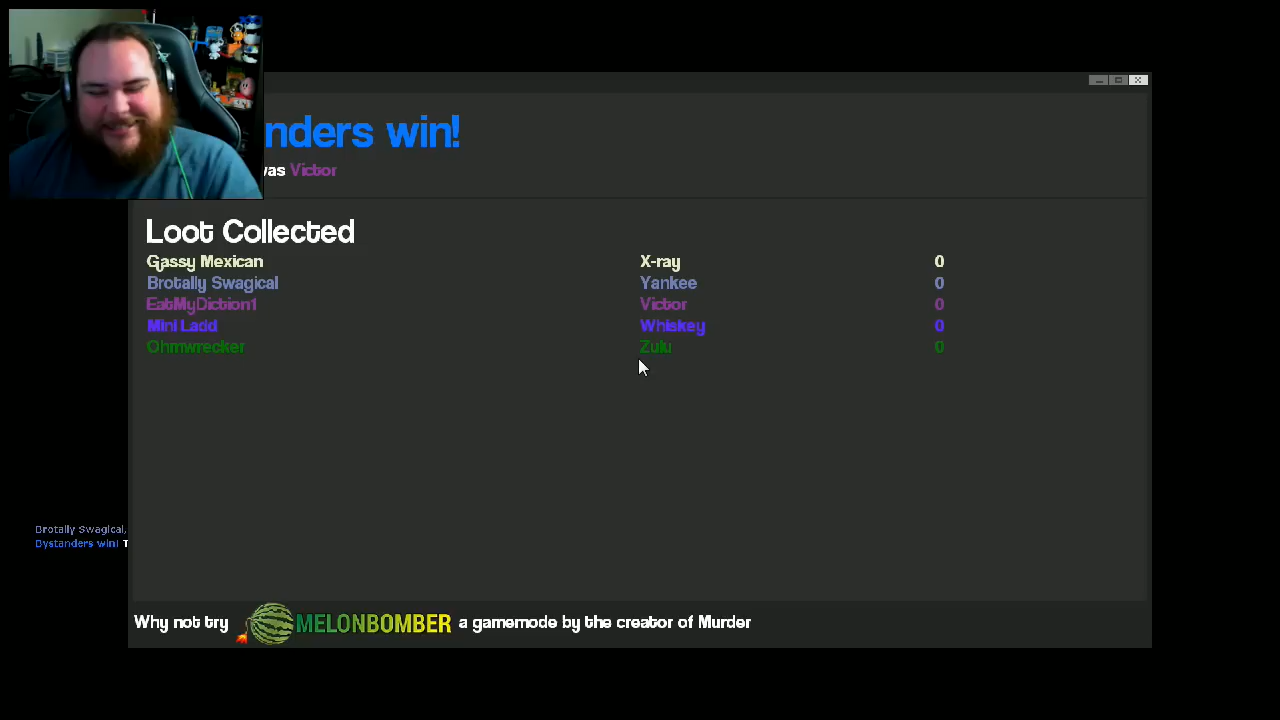 nders win!
was Victor
Loot Collected
Gassy Mexican X-ray 0
Brotally Swagical Yankee 0
EatMyDiction1 Victor 0
Mini Ladd Whiskey 0
Ohmwrecker Zulu 0
Brotally Swagical,
Bystanders win! T
Why not try MELONBOMBER a gamemode by the creator of Murder